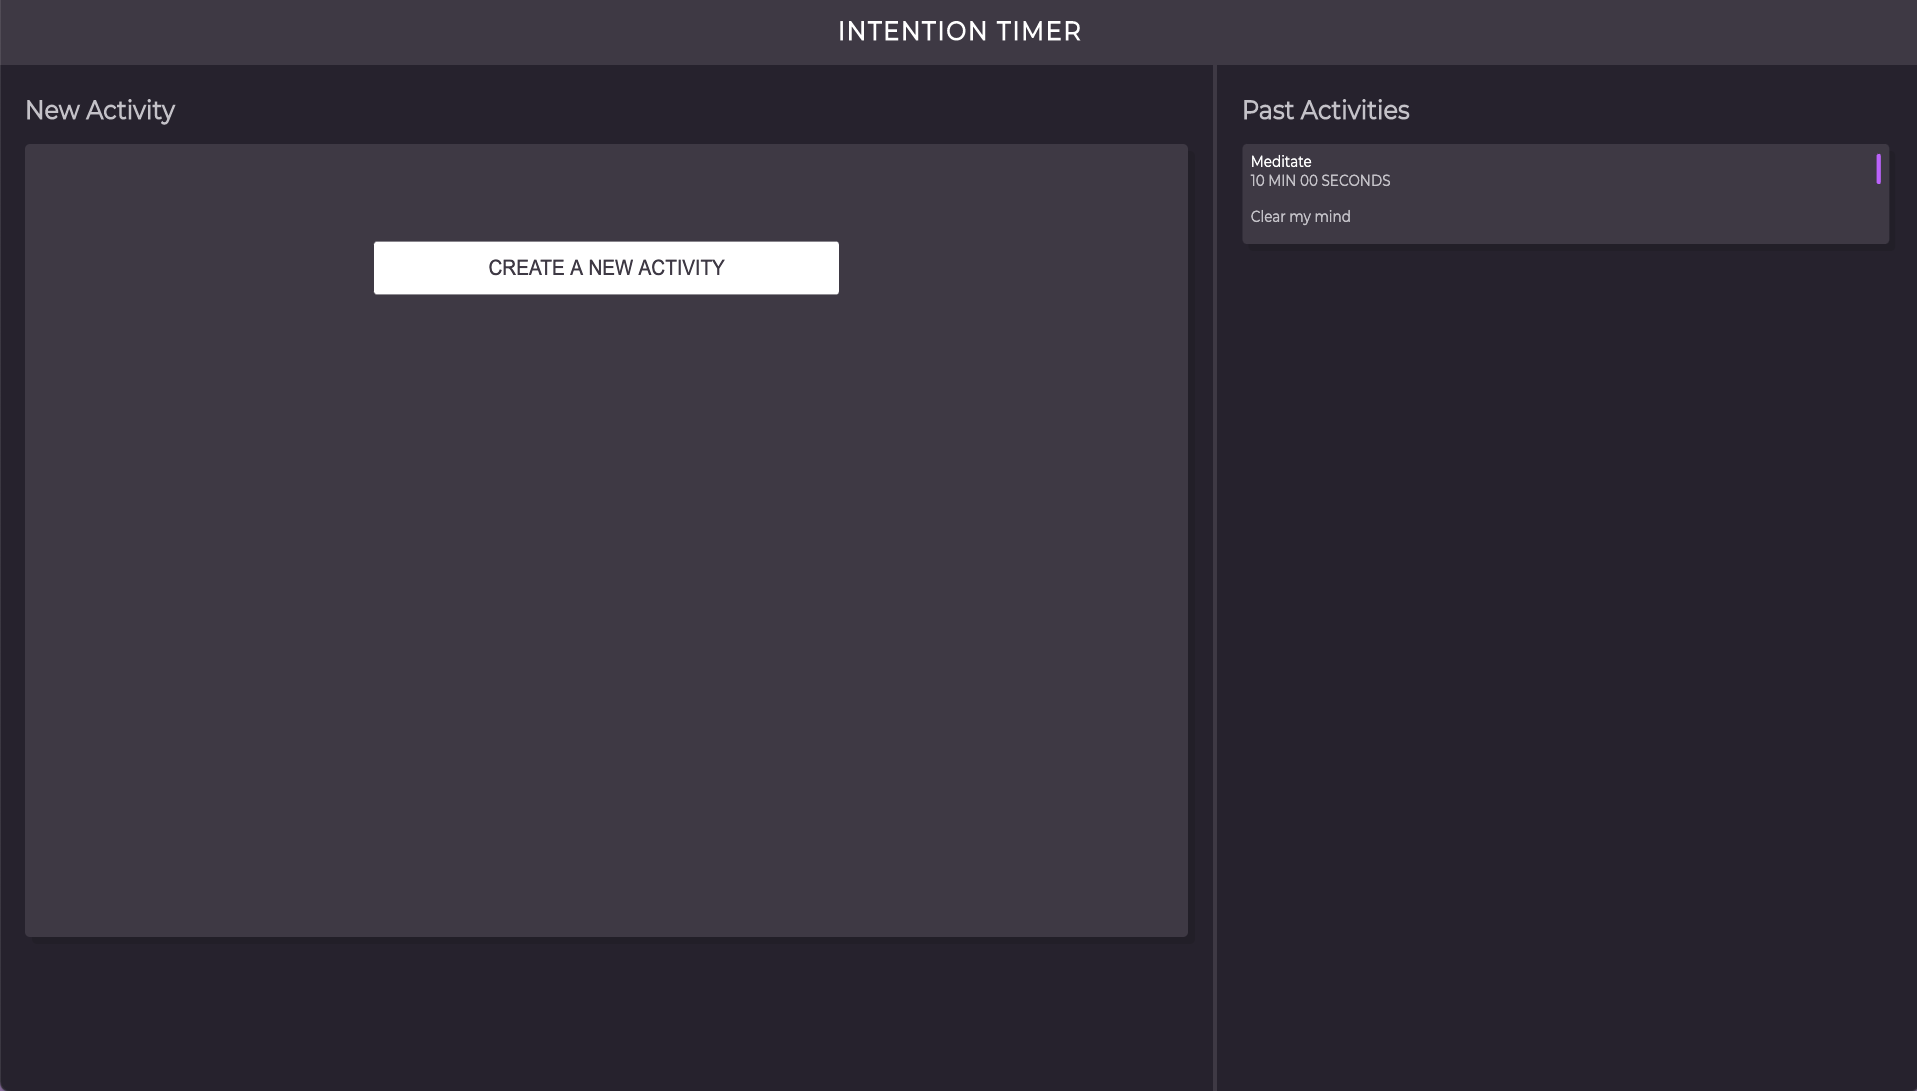 INTENTION TIMER
New Activity
CREATE A NEW ACTIVITY
Past Activities
Meditate
10 MIN 00 SECONDS
Clear my mind